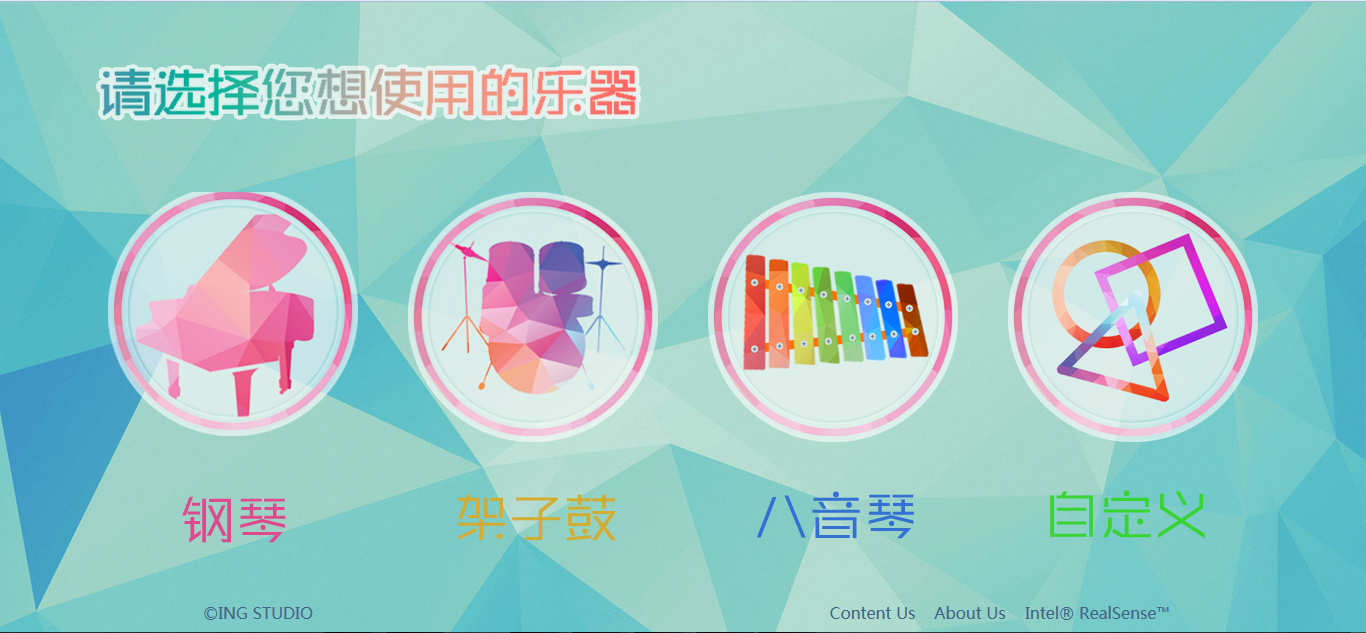 请选择您想使用的乐器
钢琴
架子鼓
八音琴
自定义
©ING STUDIO
Content Us
About Us
Intel® RealSense™